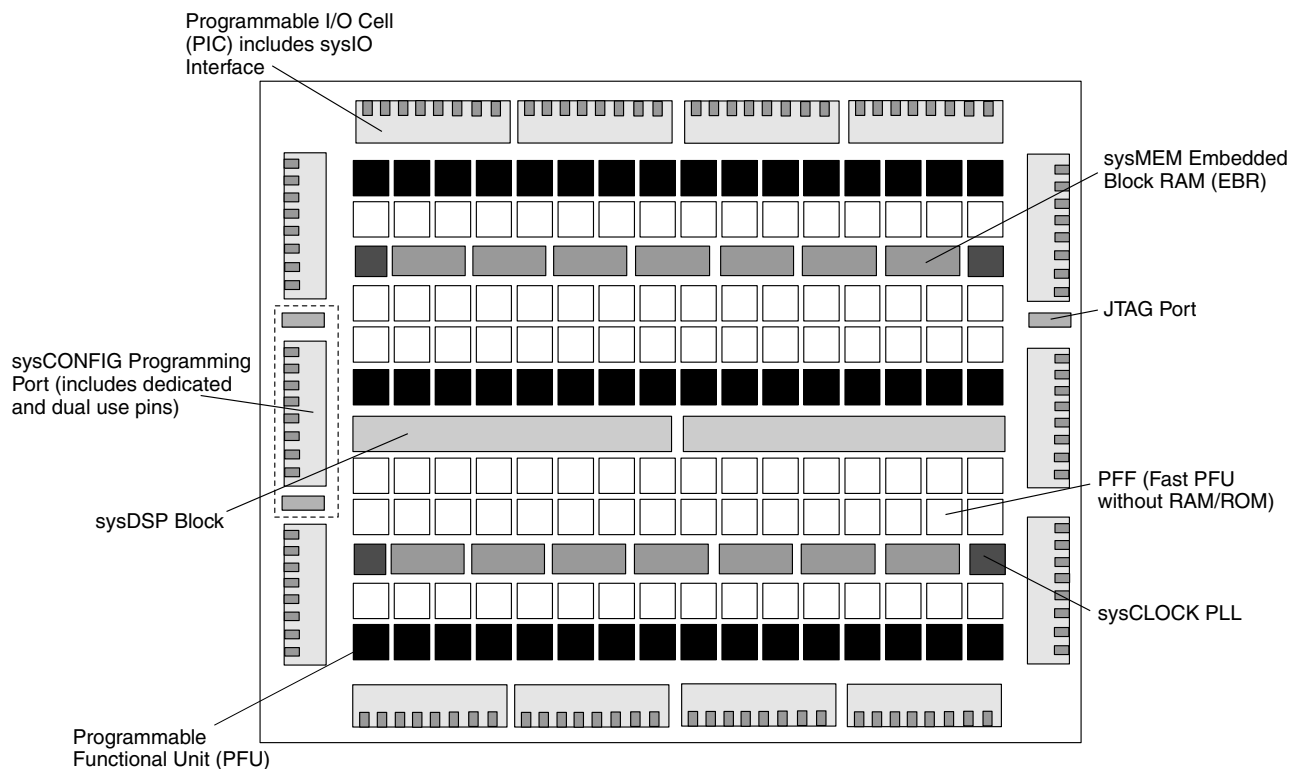 Programmable I/O Cell
(PIC) includes sysIO
Interface
sysMEM Embedded
Block RAM (EBR)
JTAG Port
sysCONFIG Programming
Port (includes dedicated
and dual use pins)
PFF (Fast PFU
without RAM/ROM)
sysDSP Block
sysCLOCK PLL
Programmable
Functional Unit (PFU)